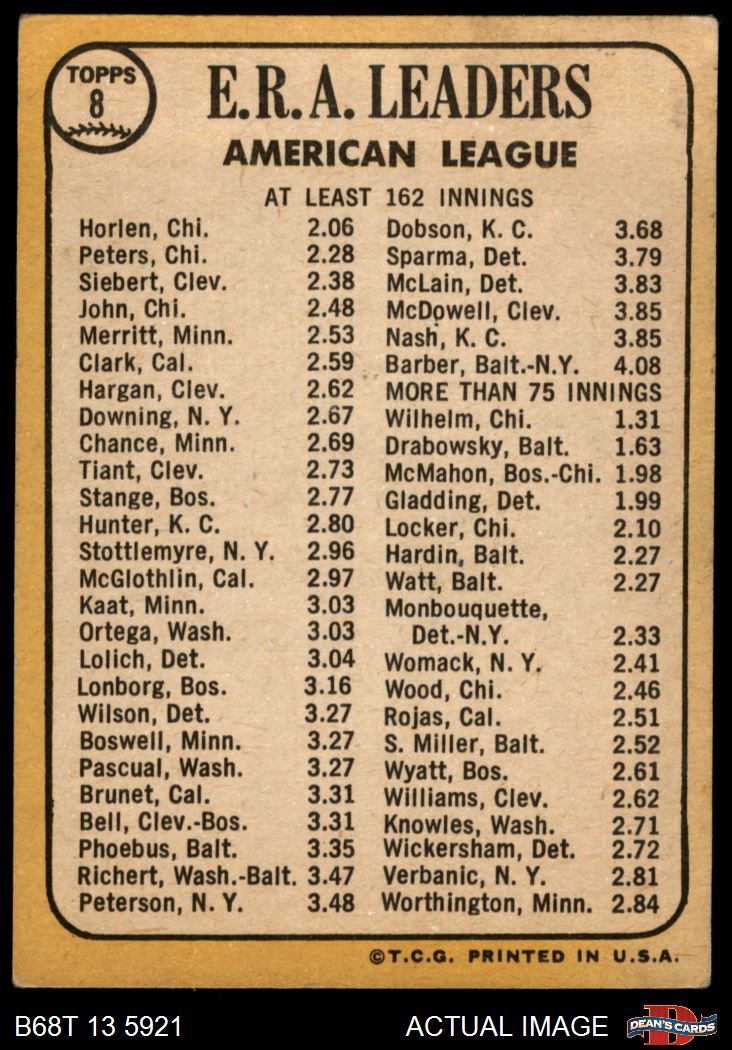 TOPPS
8
E.R.A. LEADERS
AMERICAN LEAGUE
AT LEAST 162 INNINGS
Horlen, Chi. 2.06
Peters, Chi. 2.28
Siebert, Clev. 2.38
John, Chi. 2.48
Merritt, Minn. 2.53
Clark, Cal. 2.59
Hargan, Clev. 2.62
Downing, N. Y. 2.67
Chance, Minn. 2.69
Tiant, Clev. 2.73
Stange, Bos. 2.77
Hunter, K. C. 2.80
Stottlemyre, N. Y. 2.96
McGlothlin, Cal. 2.97
Kaat, Minn. 3.03
Ortega, Wash. 3.03
Lolich, Det. 3.04
Lonborg, Bos. 3.16
Wilson, Det. 3.27
Boswell, Minn. 3.27
Pascual, Wash. 3.27
Brunet, Cal. 3.31
Bell, Clev.-Bos. 3.31
Phoebus, Balt. 3.35
Richert, Wash.-Balt. 3.47
Peterson, N. Y. 3.48
Dobson, K. C. 3.68
Sparma, Det. 3.79
McLain, Det. 3.83
McDowell, Clev. 3.85
Nash, K. C. 3.85
Barber, Balt.-N.Y. 4.08
MORE THAN 75 INNINGS
Wilhelm, Chi. 1.31
Drabowsky, Balt. 1.63
McMahon, Bos.-Chi. 1.98
Gladding, Det. 1.99
Locker, Chi. 2.10
Hardin, Balt. 2.27
Watt, Balt. 2.27
Monbouquette,
Det.-N.Y. 2.33
Womack, N. Y. 2.41
Wood, Chi. 2.46
Rojas, Cal. 2.51
S. Miller, Balt. 2.52
Wyatt, Bos. 2.61
Williams, Clev. 2.62
Knowles, Wash. 2.71
Wickersham, Det. 2.72
Verbanic, N. Y. 2.81
Worthington, Minn. 2.84
©T.C.G. PRINTED IN U.S.A.
B68T 13 5921
ACTUAL IMAGE
DEAN'S CARDS